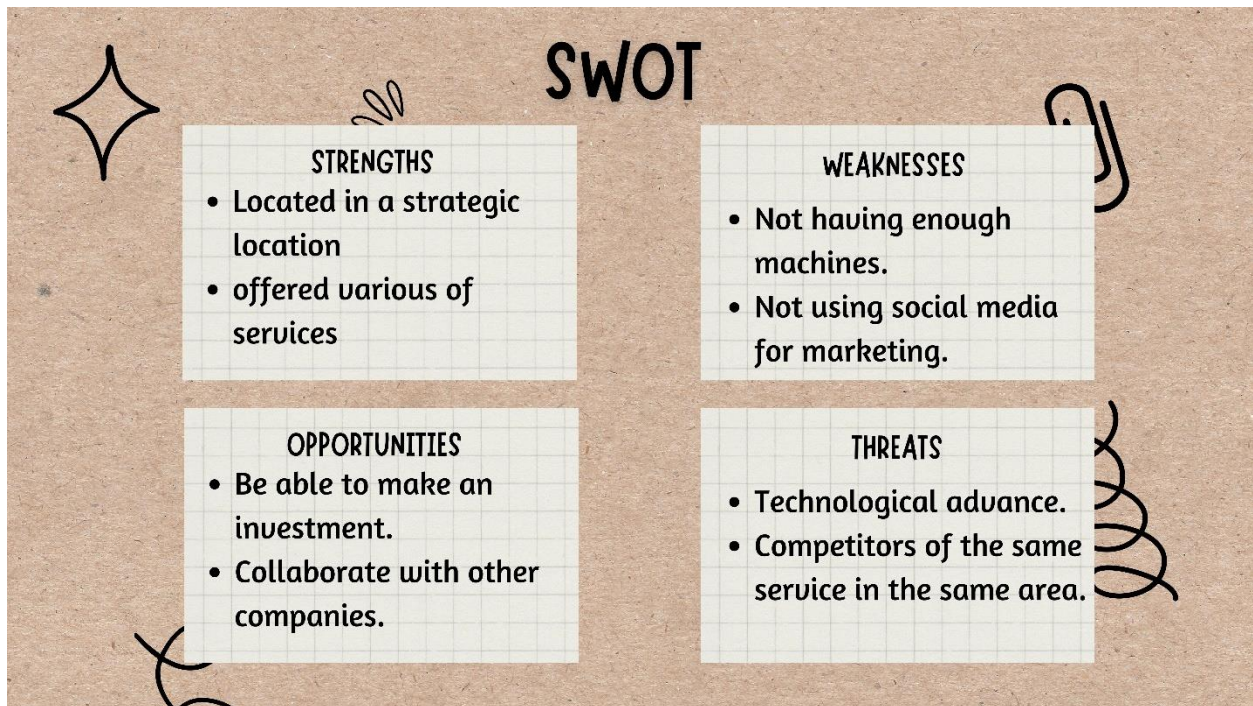 SWOT
STRENGTHS
• Located in a strategic
location
• offered various of
services
WEAKNESSES
• Not having enough
machines.
• Not using social media
for marketing.
OPPORTUNITIES
• Be able to make an
investment.
• Collaborate with other
companies.
THREATS
• Technological advance.
• Competitors of the same
service in the same area.